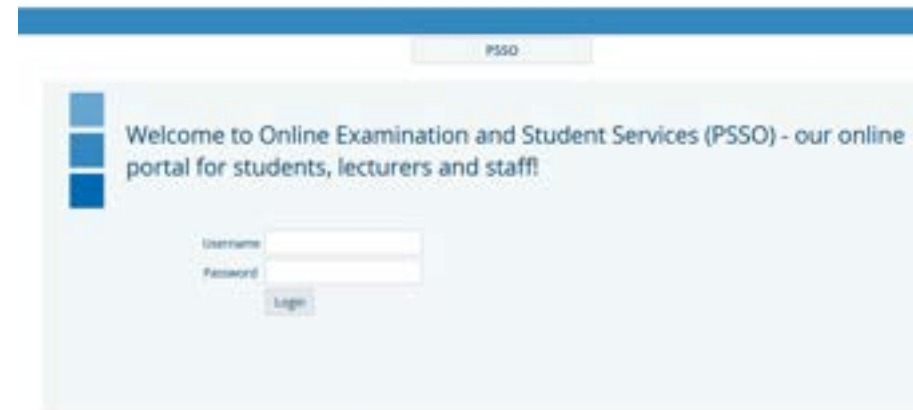 PSSO
Welcome to Online Examination and Student Services (PSSO) - our online
portal for students, lecturers and staff!
Username
Password
Login